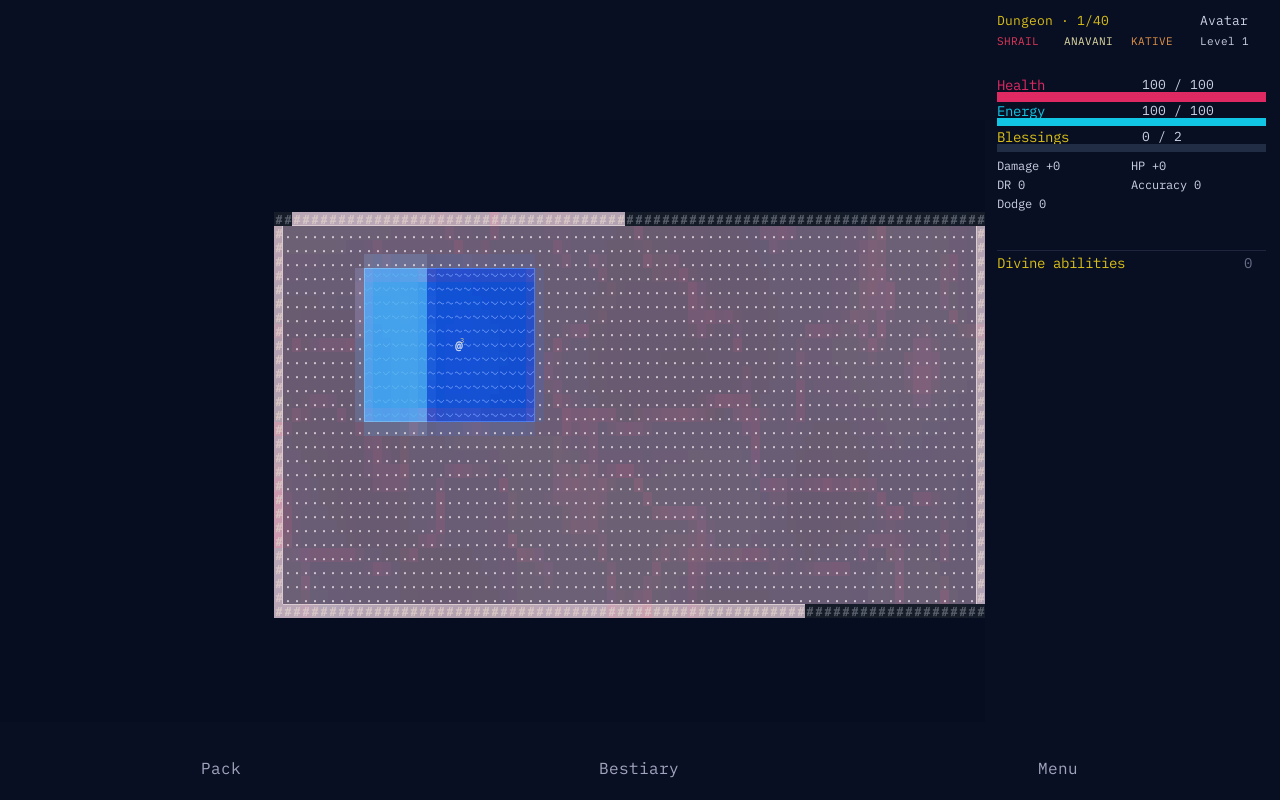 Dungeon · 1/40 Avatar
SHRAIL ANAVANI KATIVE Level 1
Health 100 / 100
Energy 100 / 100
Blessings 0 / 2
Damage +0 HP +0
DR 0 Accuracy 0
Dodge 0
Divine abilities 0
@
Pack Bestiary Menu